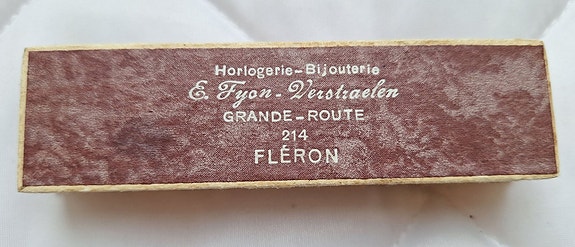 Horlogerie-Bijouterie
E. Fyon-Verstraelen
GRANDE-ROUTE
214
FLÉRON